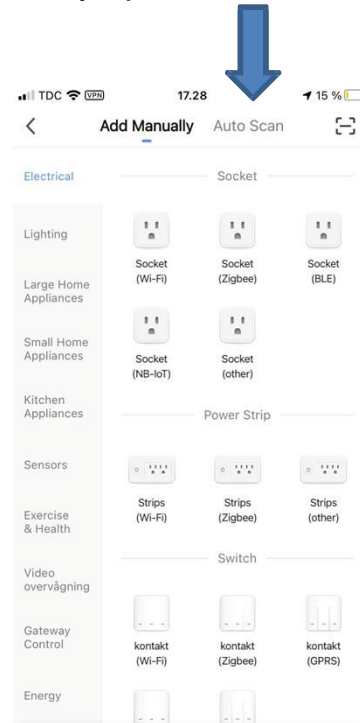 TDC VPN 17.28 15 %
Add Manually Auto Scan
Electrical
Lighting
Large Home
Appliances
Small Home
Appliances
Kitchen
Appliances
Sensors
Exercise
& Health
Video
overvågning
Gateway
Control
Energy
Socket
Socket Socket Socket
(Wi-Fi) (Zigbee) (BLE)
Socket Socket
(NB-IoT) (other)
Power Strip
Strips Strips Strips
(Wi-Fi) (Zigbee) (other)
Switch
kontakt kontakt kontakt
(Wi-Fi) (Zigbee) (GPRS)